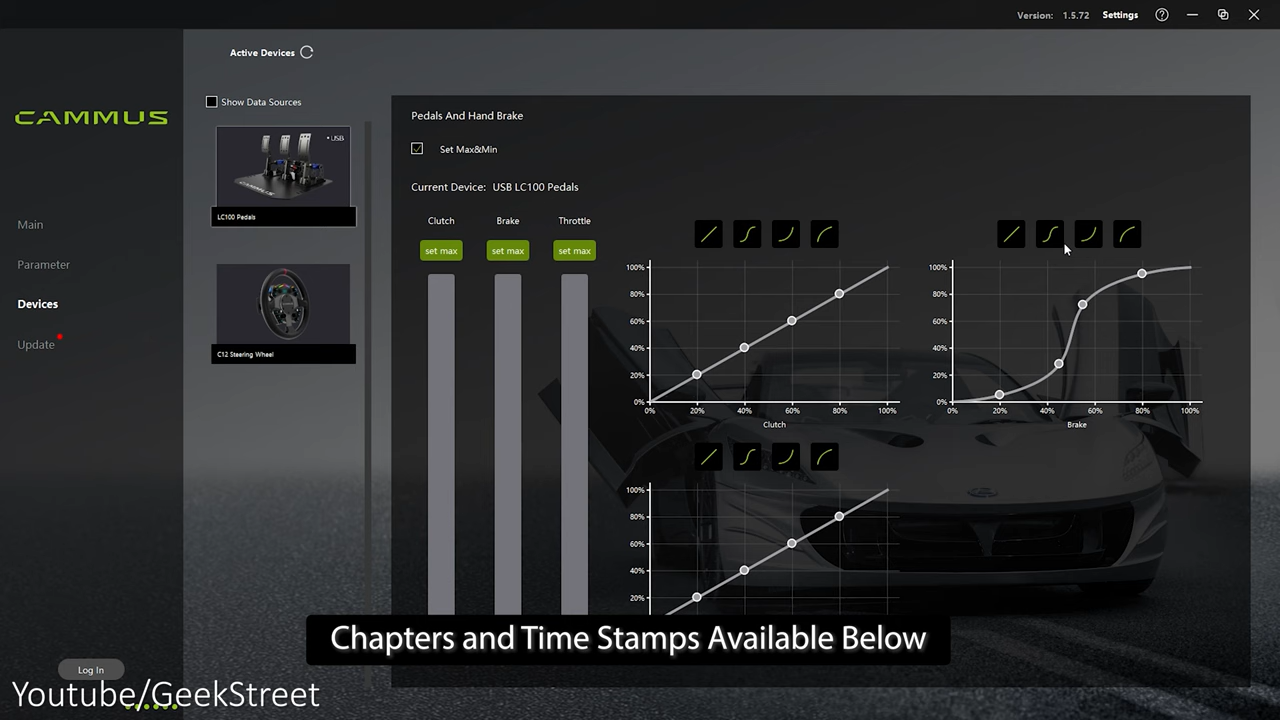 Version: 1.5.72 Settings
Active Devices
CAMMUS
Show Data Sources
USB
CAMMUS
LC100 Pedals
C12 Steering Wheel
Main
Parameter
Devices
Update
Log In
Pedals And Hand Brake
Set Max&Min
Current Device: USB LC100 Pedals
Clutch Brake Throttle
set max set max set max
100%
80%
60%
40%
20%
0%
0% 20% 40% 60% 80% 100%
Clutch
100%
80%
60%
40%
20%
0%
0% 20% 40% 60% 80% 100%
Brake
100%
80%
60%
40%
20%
Chapters and Time Stamps Available Below
Youtube/GeekStreet